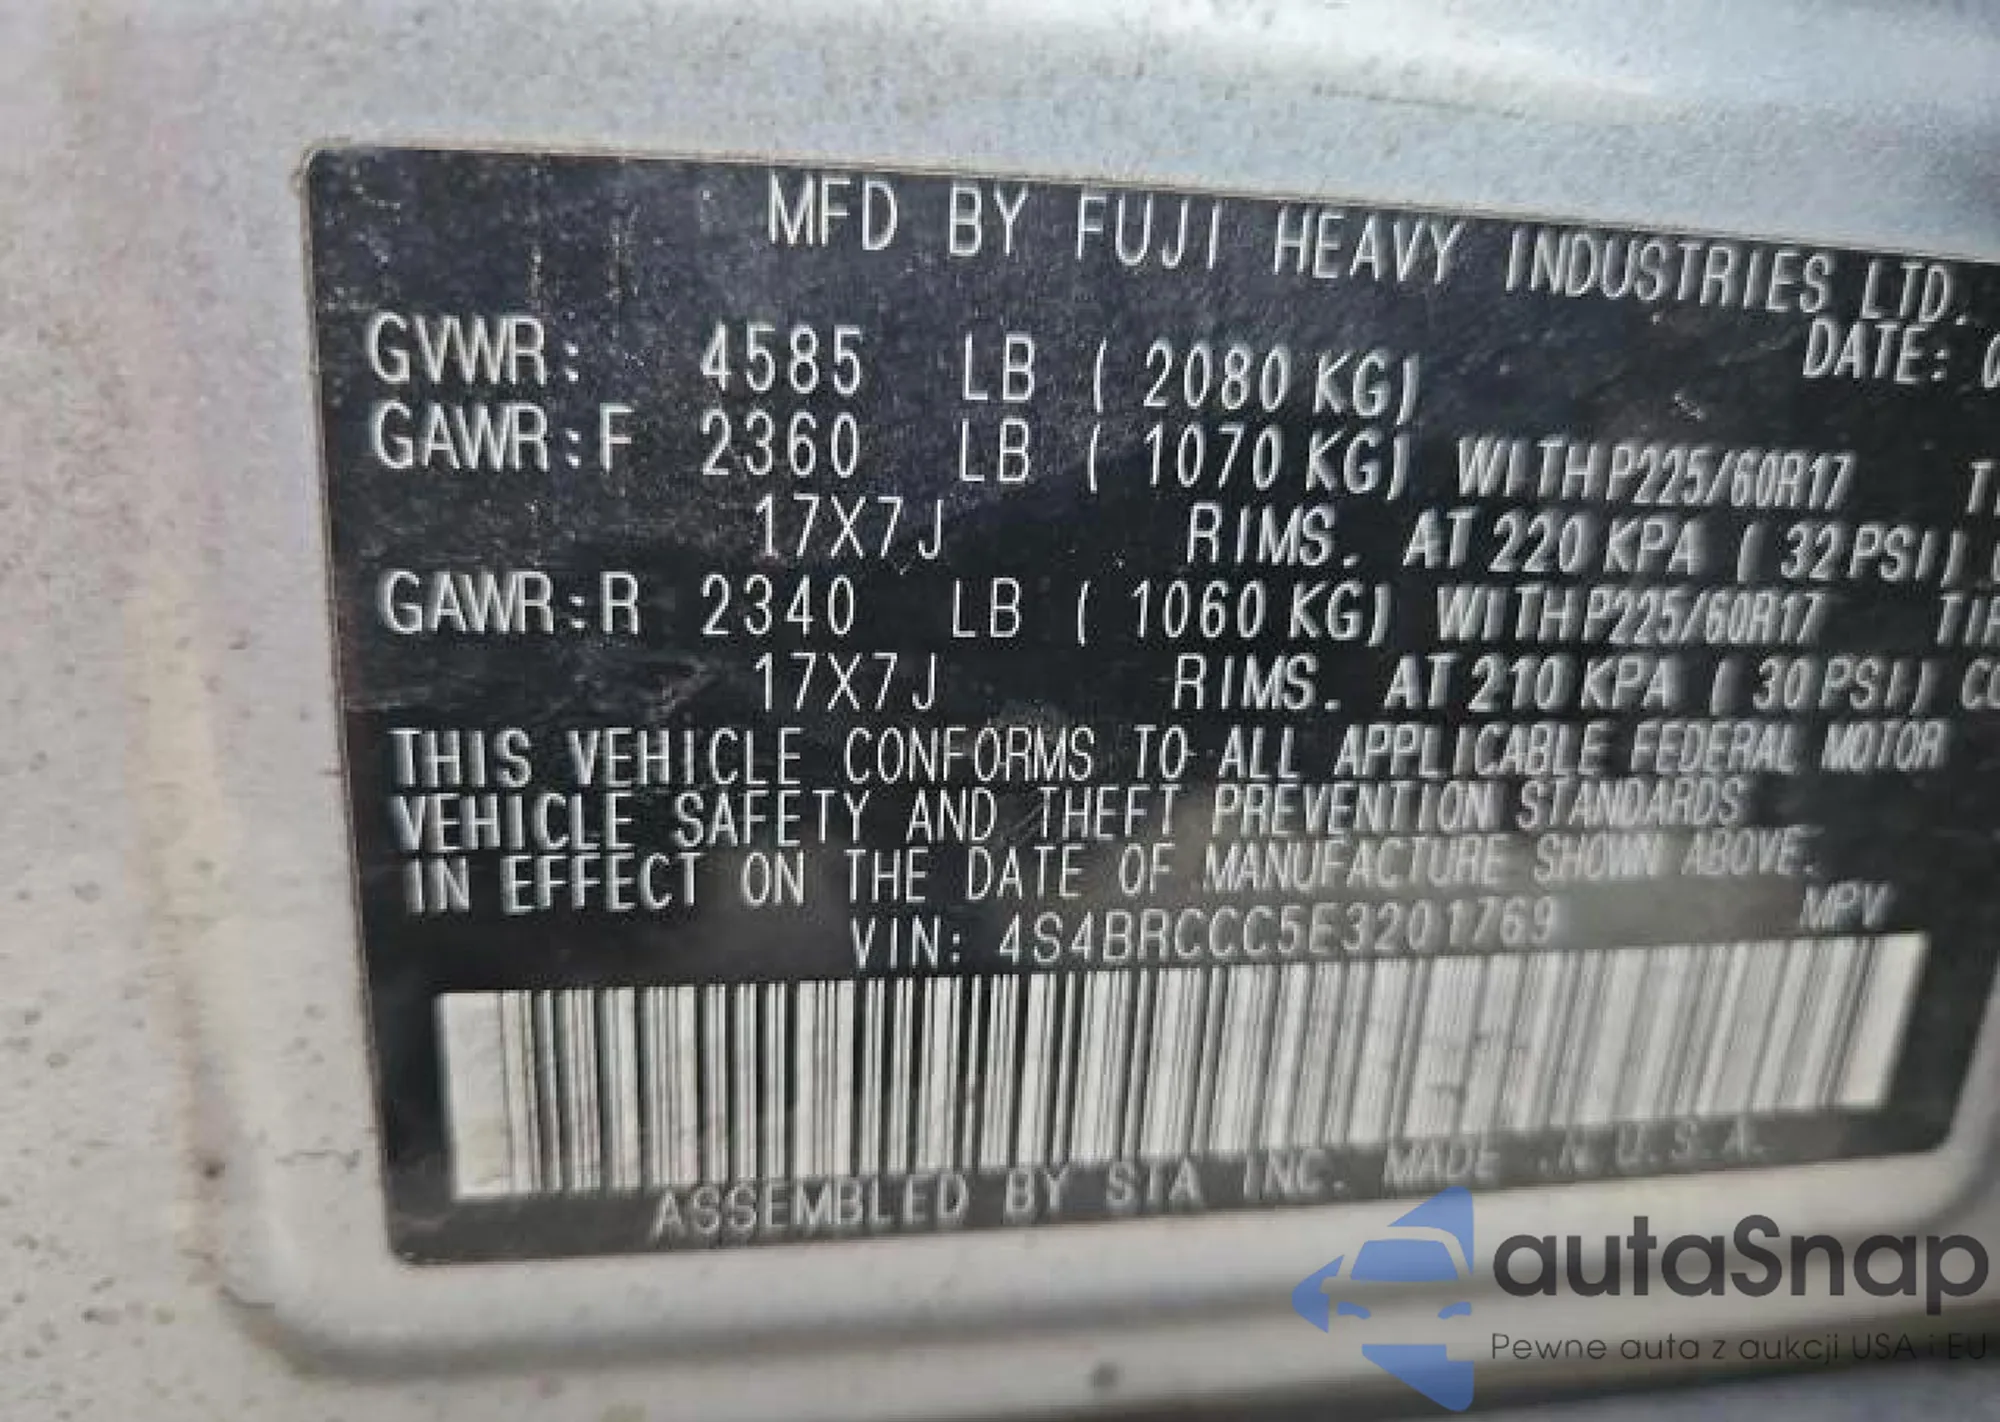 MFD BY FUJI HEAVY INDUSTRIES LTD.
DATE: 0
GVWR: 4585 LB ( 2080 KG)
GAWR:F 2360 LB ( 1070 KG) WITH P225/60R17
17X7J RIMS. AT 220 KPA ( 32 PSI)
GAWR:R 2340 LB ( 1060 KG) WITH P225/60R17
17X7J RIMS. AT 210 KPA ( 30 PSI)
THIS VEHICLE CONFORMS TO ALL APPLICABLE FEDERAL MOTOR
VEHICLE SAFETY AND THEFT PREVENTION STANDARDS
IN EFFECT ON THE DATE OF MANUFACTURE SHOWN ABOVE.
VIN: 4S4BRCCC5E3201769 MPV
ASSEMBLED BY SIA INC. MADE IN U.S.A.
autaSnap
Pewne auta z aukcji USA i EU